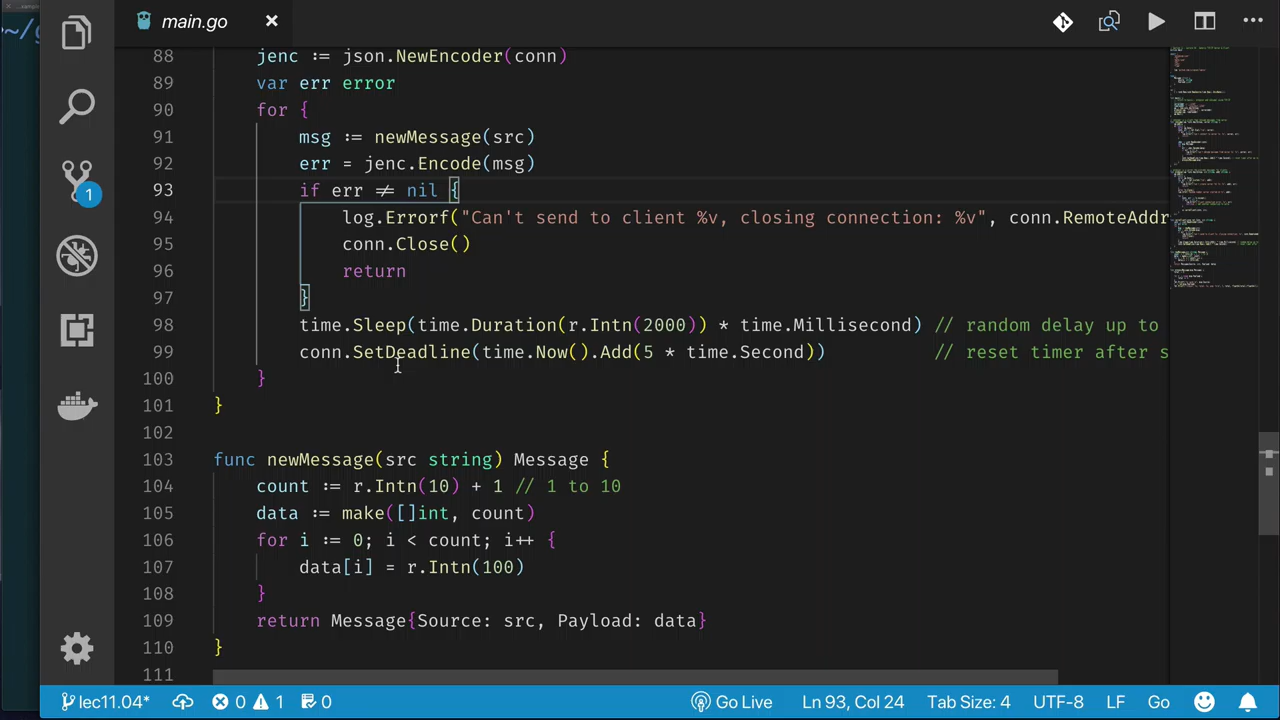 main.go
88 jenc := json.NewEncoder(conn)
89 var err error
90 for {
91 msg := newMessage(src)
92 err = jenc.Encode(msg)
93 if err ≠ nil {
94 log.Errorf("Can't send to client %v, closing connection: %v", conn.RemoteAddr
95 conn.Close()
96 return
97 }
98 time.Sleep(time.Duration(r.Intn(2000)) * time.Millisecond) // random delay up to
99 conn.SetDeadline(time.Now().Add(5 * time.Second)) // reset timer after s
100 }
101 }
102
103 func newMessage(src string) Message {
104 count := r.Intn(10) + 1 // 1 to 10
105 data := make([]int, count)
106 for i := 0; i < count; i++ {
107 data[i] = r.Intn(100)
108 }
109 return Message{Source: src, Payload: data}
110 }
111
1
lec11.04* 0 1 0 Go Live Ln 93, Col 24 Tab Size: 4 UTF-8 LF Go